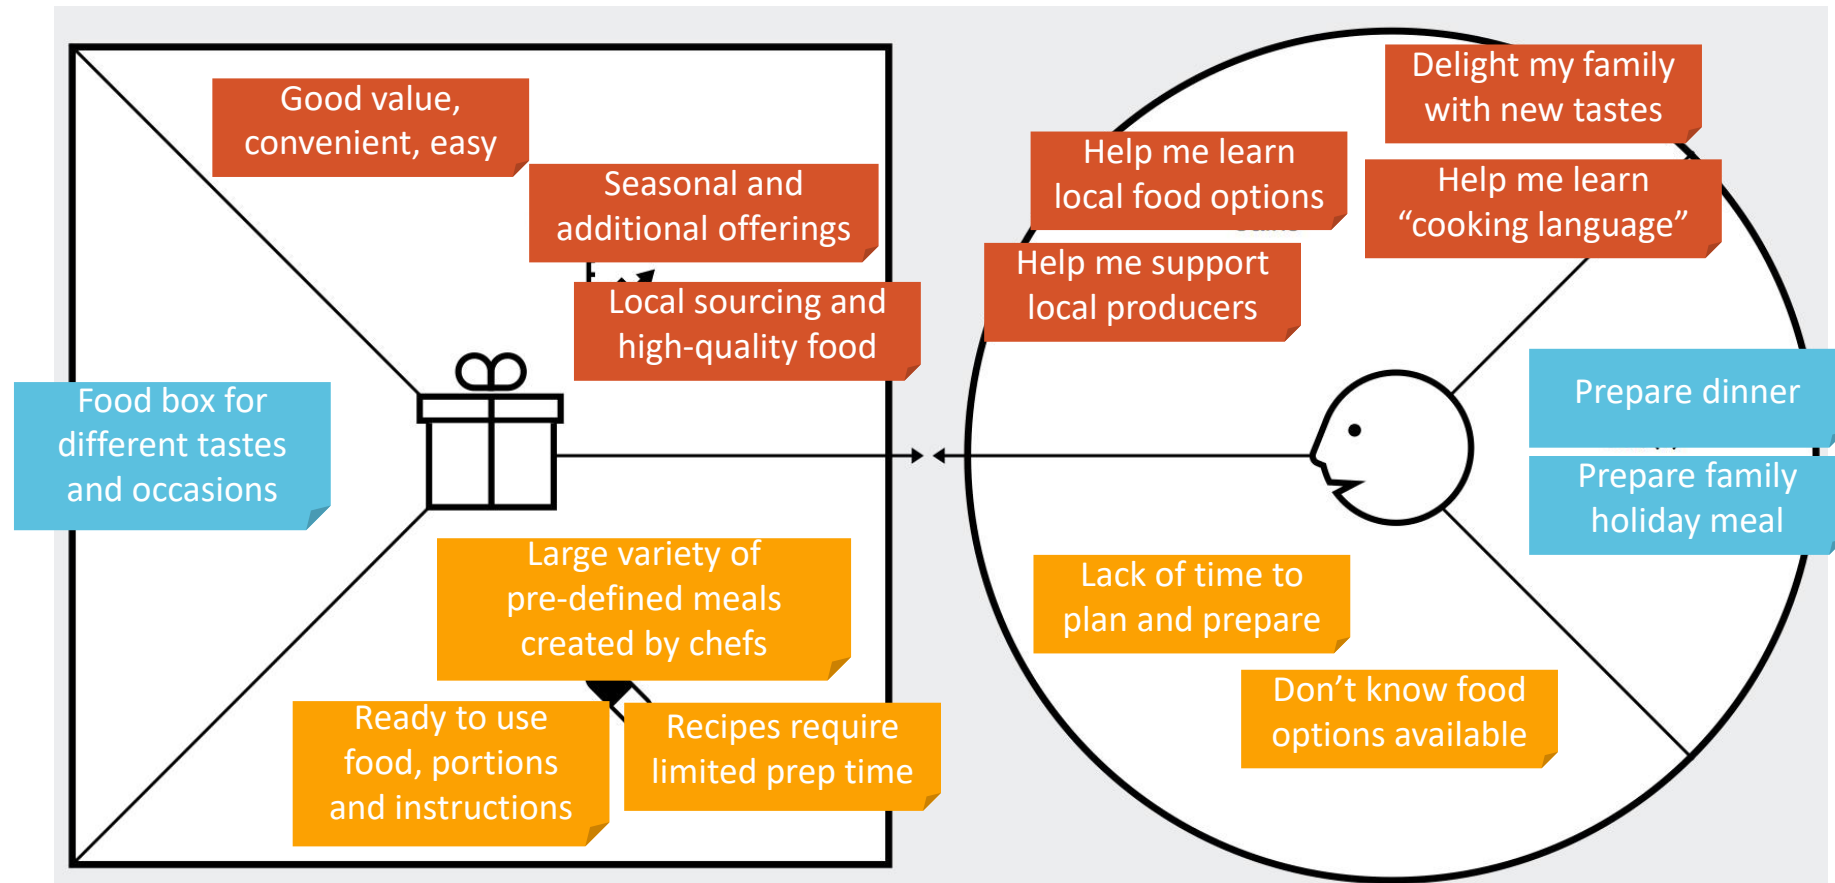 Good value,
convenient, easy
Seasonal and
additional offerings
Local sourcing and
high-quality food
Food box for
different tastes
and occasions
Large variety of
pre-defined meals
created by chefs
Ready to use
food, portions
and instructions
Recipes require
limited prep time
Delight my family
with new tastes
Help me learn
local food options
Help me learn
“cooking language”
Help me support
local producers
Prepare dinner
Prepare family
holiday meal
Lack of time to
plan and prepare
Don’t know food
options available